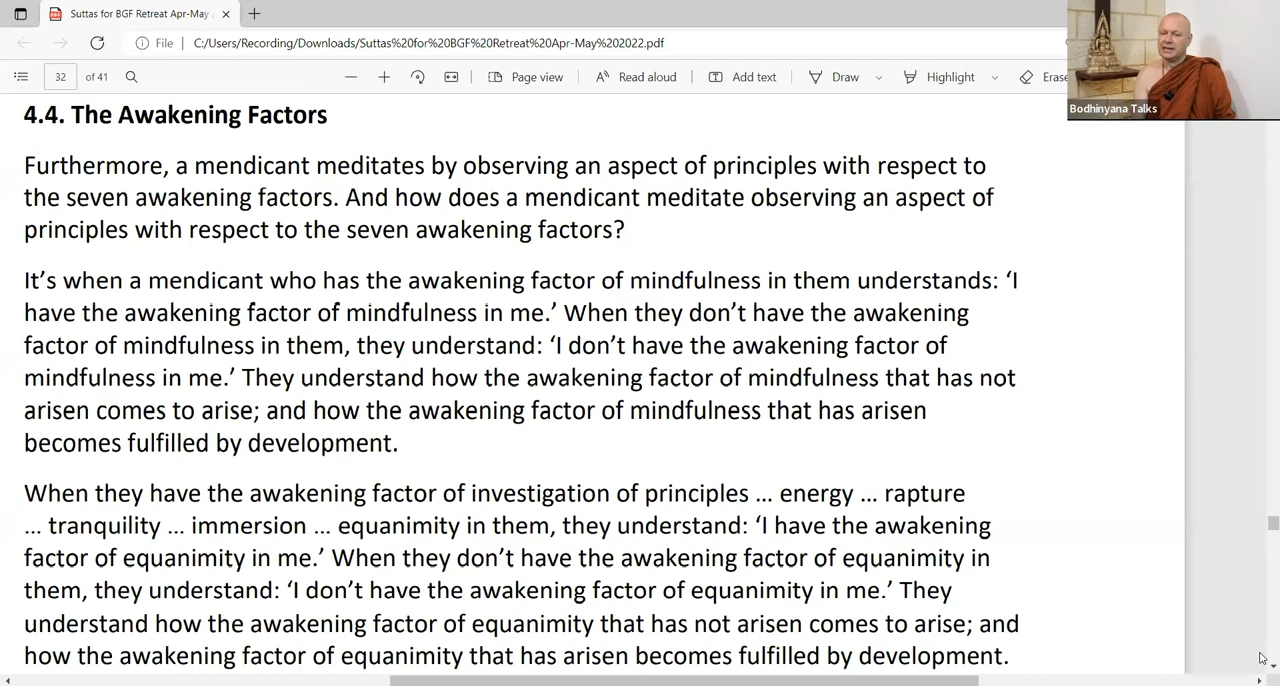 Suttas for BGF Retreat Apr-May
File C:/Users/Recording/Downloads/Suttas%20for%20BGF%20Retreat%20Apr-May%202022.pdf
32 of 41 Page view Read aloud Add text Draw Highlight Erase
Bodhinyana Talks
4.4. The Awakening Factors
Furthermore, a mendicant meditates by observing an aspect of principles with respect to
the seven awakening factors. And how does a mendicant meditate observing an aspect of
principles with respect to the seven awakening factors?
It’s when a mendicant who has the awakening factor of mindfulness in them understands: ‘I
have the awakening factor of mindfulness in me.’ When they don’t have the awakening
factor of mindfulness in them, they understand: ‘I don’t have the awakening factor of
mindfulness in me.’ They understand how the awakening factor of mindfulness that has not
arisen comes to arise; and how the awakening factor of mindfulness that has arisen
becomes fulfilled by development.
When they have the awakening factor of investigation of principles … energy … rapture
… tranquility … immersion … equanimity in them, they understand: ‘I have the awakening
factor of equanimity in me.’ When they don’t have the awakening factor of equanimity in
them, they understand: ‘I don’t have the awakening factor of equanimity in me.’ They
understand how the awakening factor of equanimity that has not arisen comes to arise; and
how the awakening factor of equanimity that has arisen becomes fulfilled by development.